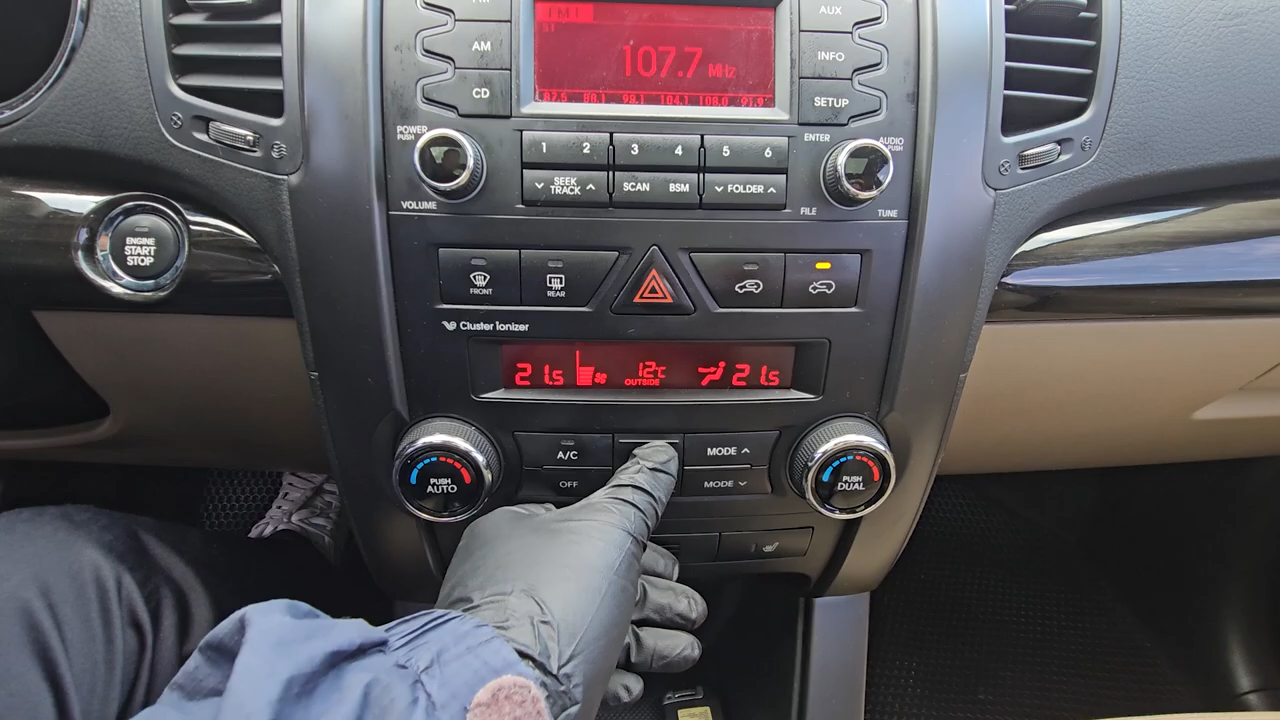 AUX
AM
INFO
CD
SETUP
107.7 MHz
87.5 88.1 98.1 104.1 108.0 91.9
POWER
PUSH
VOLUME
1 2 3 4 5 6
SEEK
TRACK
SCAN BSM
FOLDER
ENTER
AUDIO
PUSH
FILE
TUNE
ENGINE
START
STOP
FRONT
REAR
Cluster Ionizer
21.5
12°C
OUTSIDE
21.5
PUSH
AUTO
A/C
OFF
MODE
MODE
PUSH
DUAL